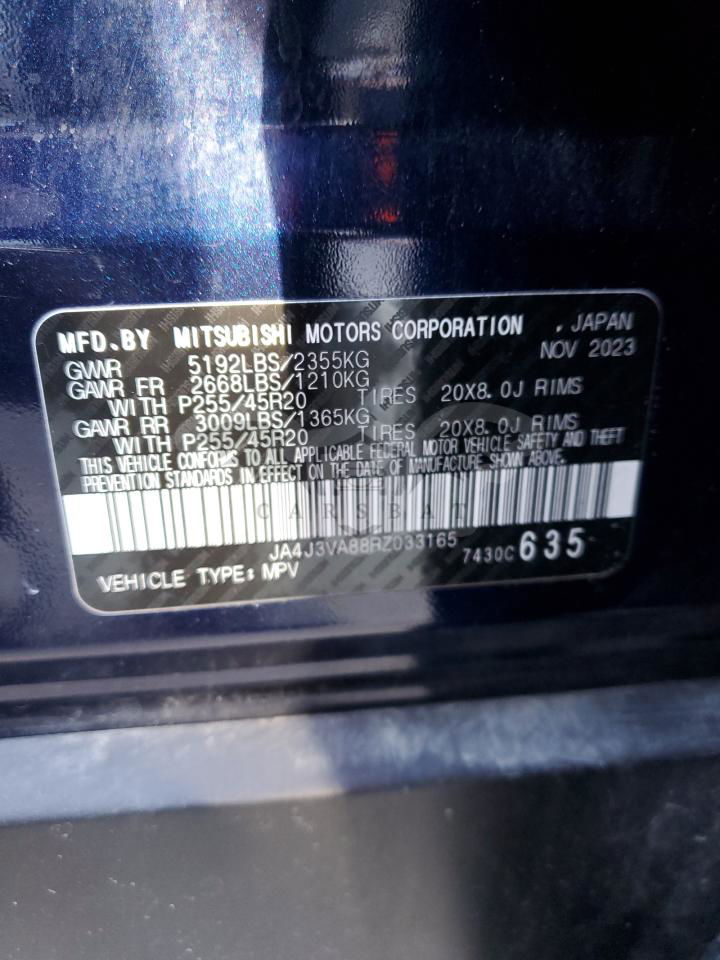 MFD.BY MITSUBISHI MOTORS CORPORATION , JAPAN
NOV 2023
GVWR 5192LBS/2355KG
GAWR FR 2668LBS/1210KG
WITH P255/45R20 TIRES 20X8.0J RIMS
GAWR RR 3009LBS/1365KG
WITH P255/45R20 TIRES 20X8.0J RIMS
THIS VEHICLE CONFORMS TO ALL APPLICABLE FEDERAL MOTOR VEHICLE SAFETY AND THEFT
PREVENTION STANDARDS IN EFFECT ON THE DATE OF MANUFACTURE SHOWN ABOVE.
CARSBAT
JA4J3VA88RZ033165
VEHICLE TYPE: MPV 7430C 635